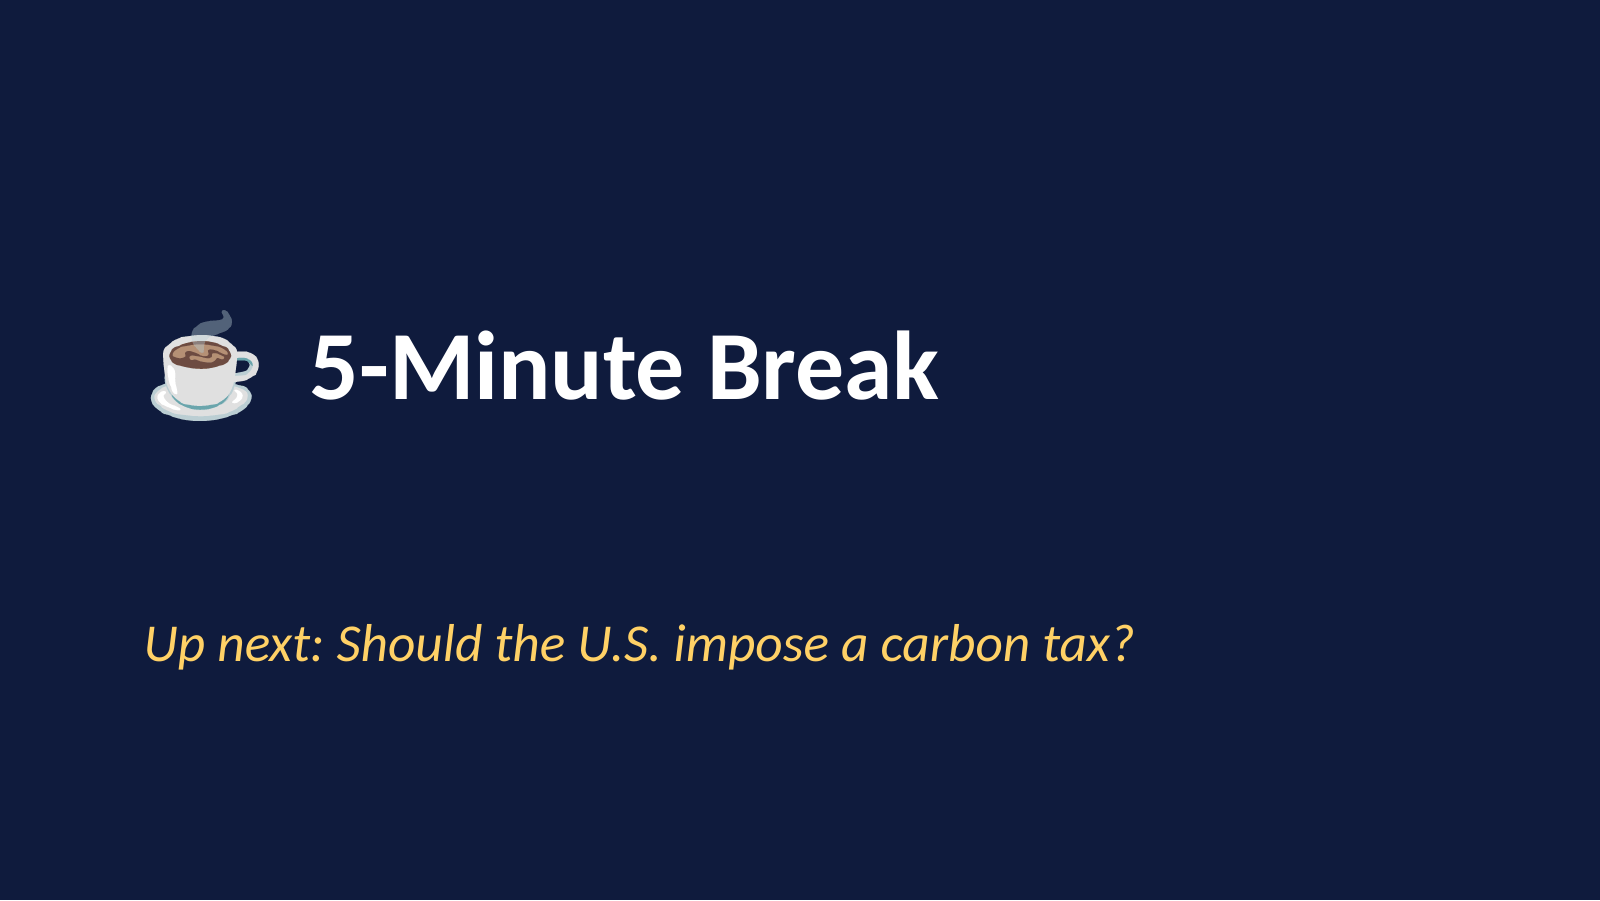 5-Minute Break
Up next: Should the U.S. impose a carbon tax?